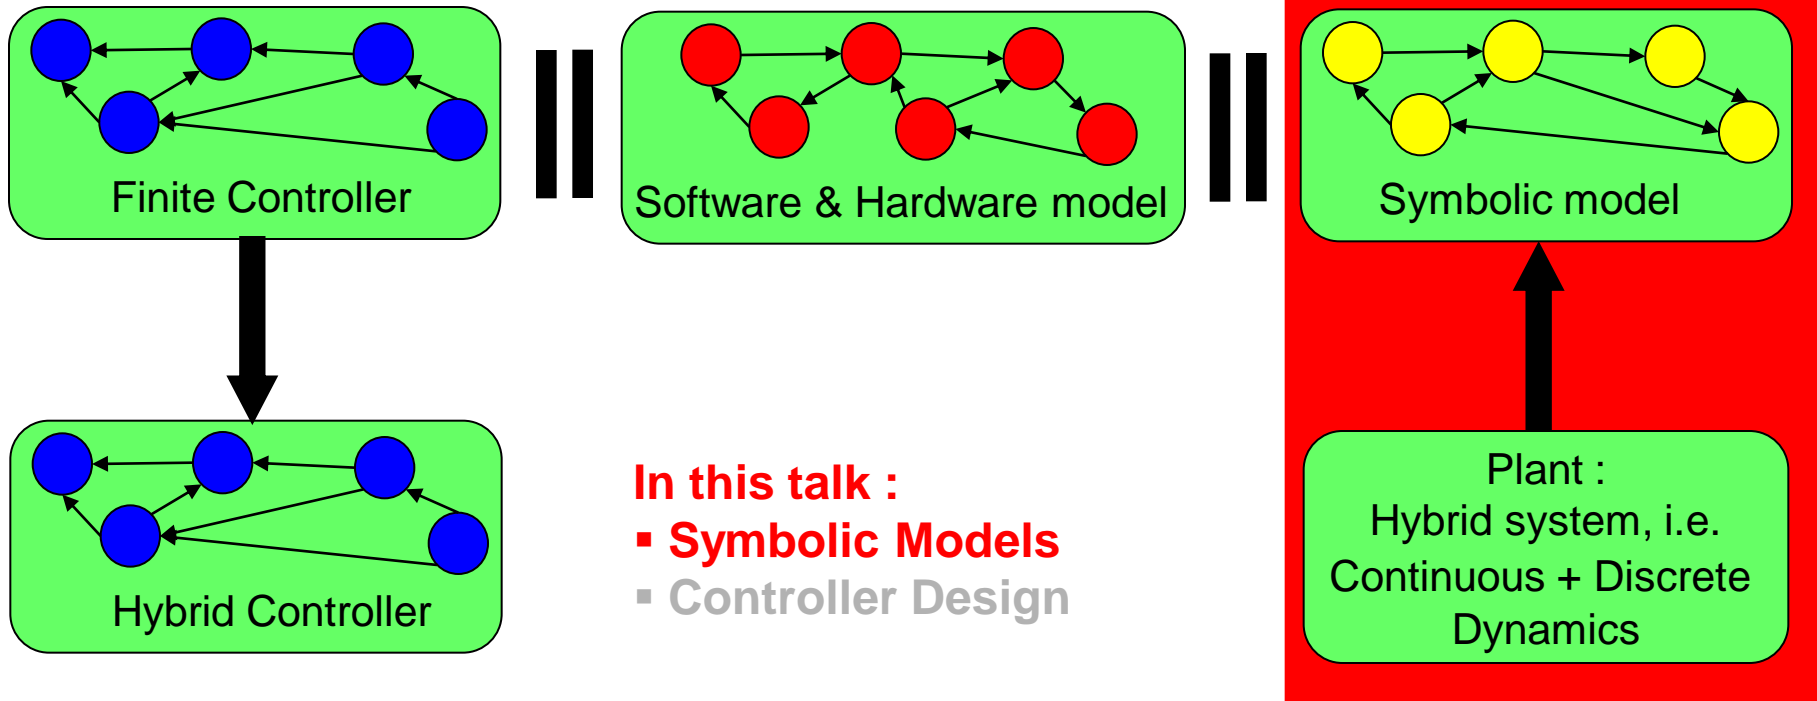 Finite Controller
Software & Hardware model
Symbolic model
Hybrid Controller
In this talk :
▪ Symbolic Models
▪ Controller Design
Plant :
Hybrid system, i.e.
Continuous + Discrete
Dynamics